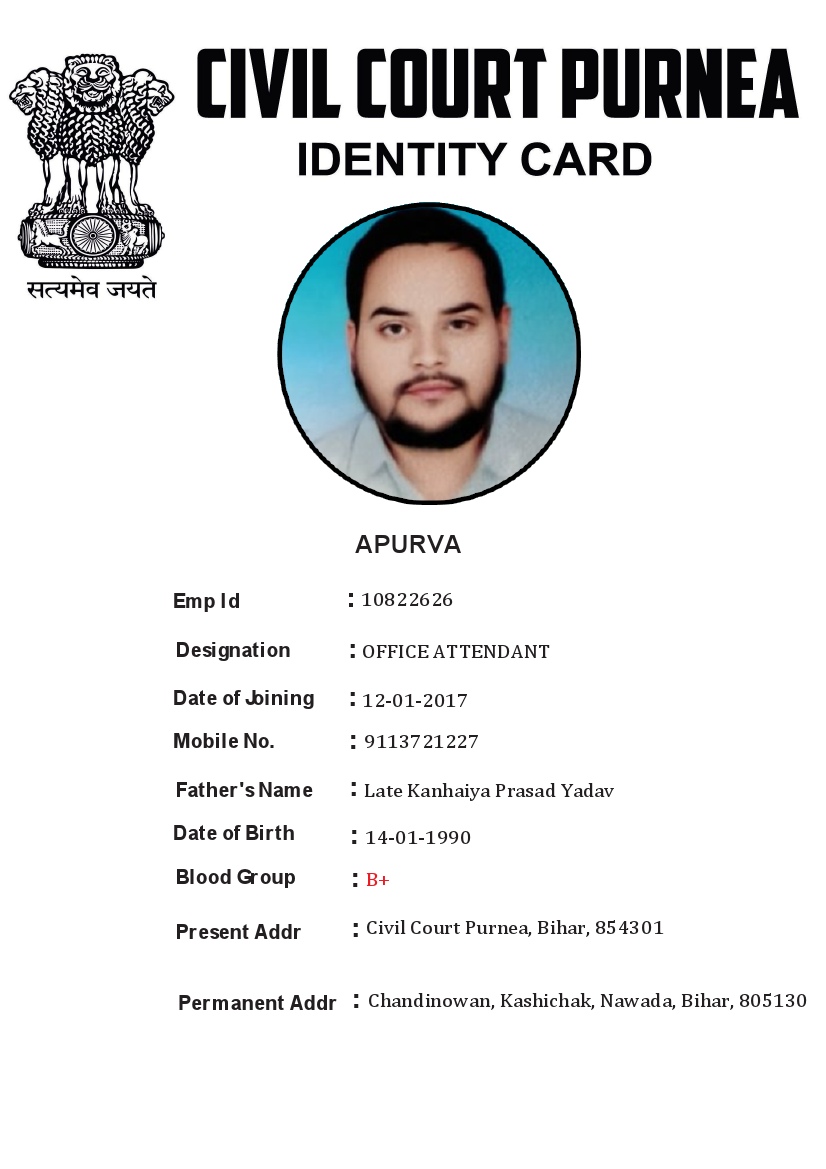 CIVIL COURT PURNEA
IDENTITY CARD
सत्यमेव जयते
APURVA
Emp Id : 10822626
Designation : OFFICE ATTENDANT
Date of Joining : 12-01-2017
Mobile No. : 9113721227
Father's Name : Late Kanhaiya Prasad Yadav
Date of Birth : 14-01-1990
Blood Group : B+
Present Addr : Civil Court Purnea, Bihar, 854301
Permanent Addr : Chandinowan, Kashichak, Nawada, Bihar, 805130